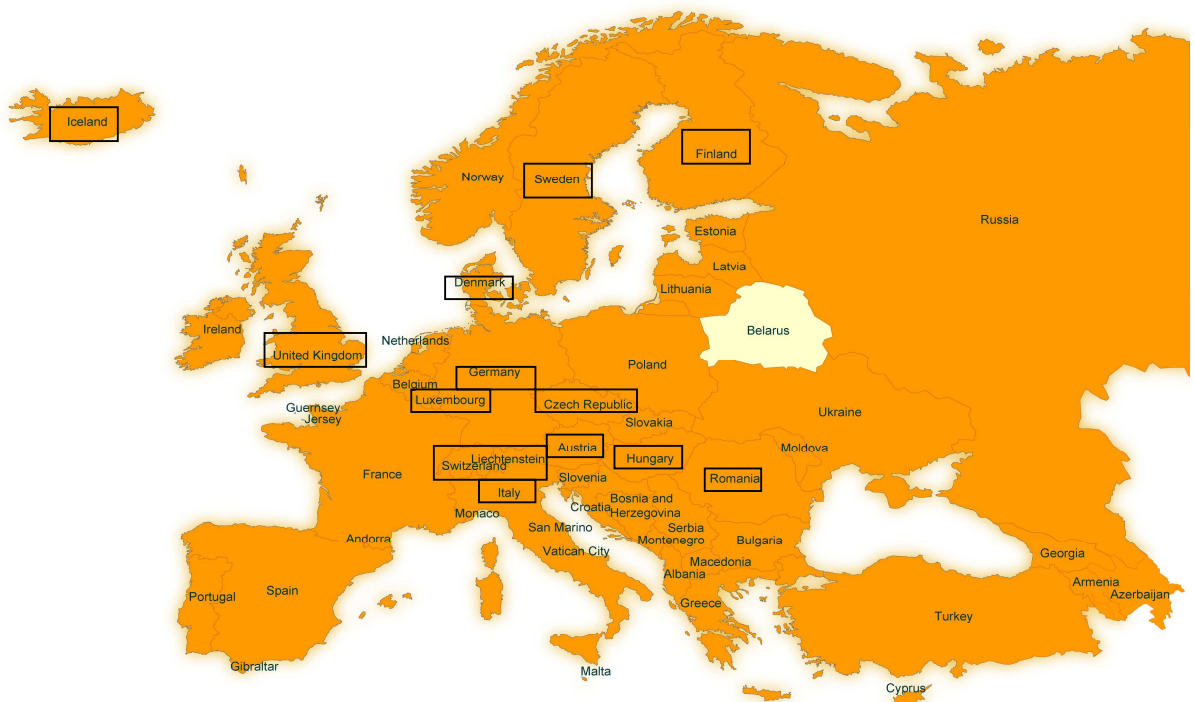 Iceland
Finland
Norway
Sweden
Russia
Estonia
Latvia
Denmark
Lithuania
Ireland
Belarus
Netherlands
United Kingdom
Poland
Germany
Belgium
Luxembourg
Czech Republic
Guernsey
Jersey
Ukraine
Slovakia
Austria
Moldova
Liechtenstein
Hungary
Switzerland
France
Slovenia
Romania
Italy
Bosnia and
Herzegovina
Croatia
Monaco
San Marino
Serbia
Andorra
Montenegro
Bulgaria
Vatican City
Georgia
Macedonia
Albania
Armenia
Spain
Azerbaijan
Portugal
Greece
Turkey
Gibraltar
Malta
Cyprus